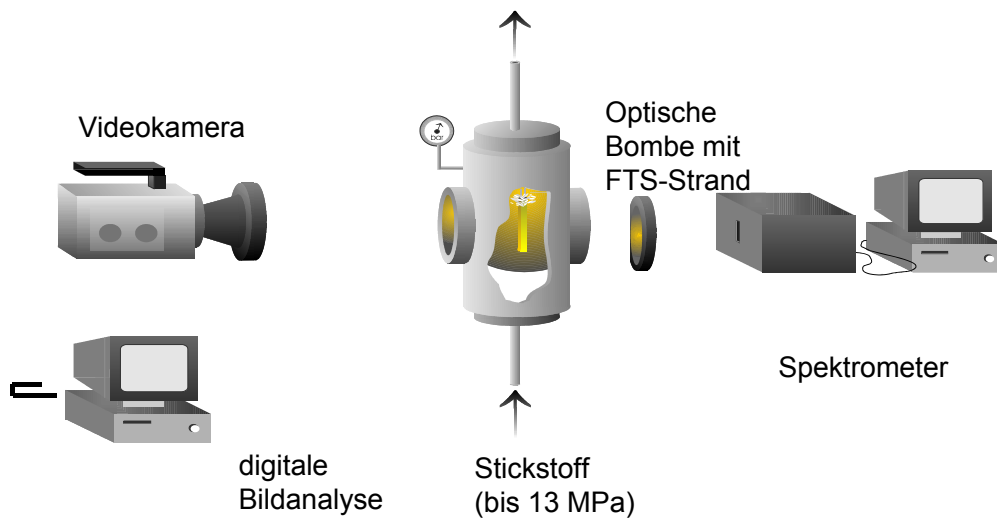 Videokamera
bar
Optische
Bombe mit
FTS-Strand
Spektrometer
digitale
Bildanalyse
Stickstoff
(bis 13 MPa)